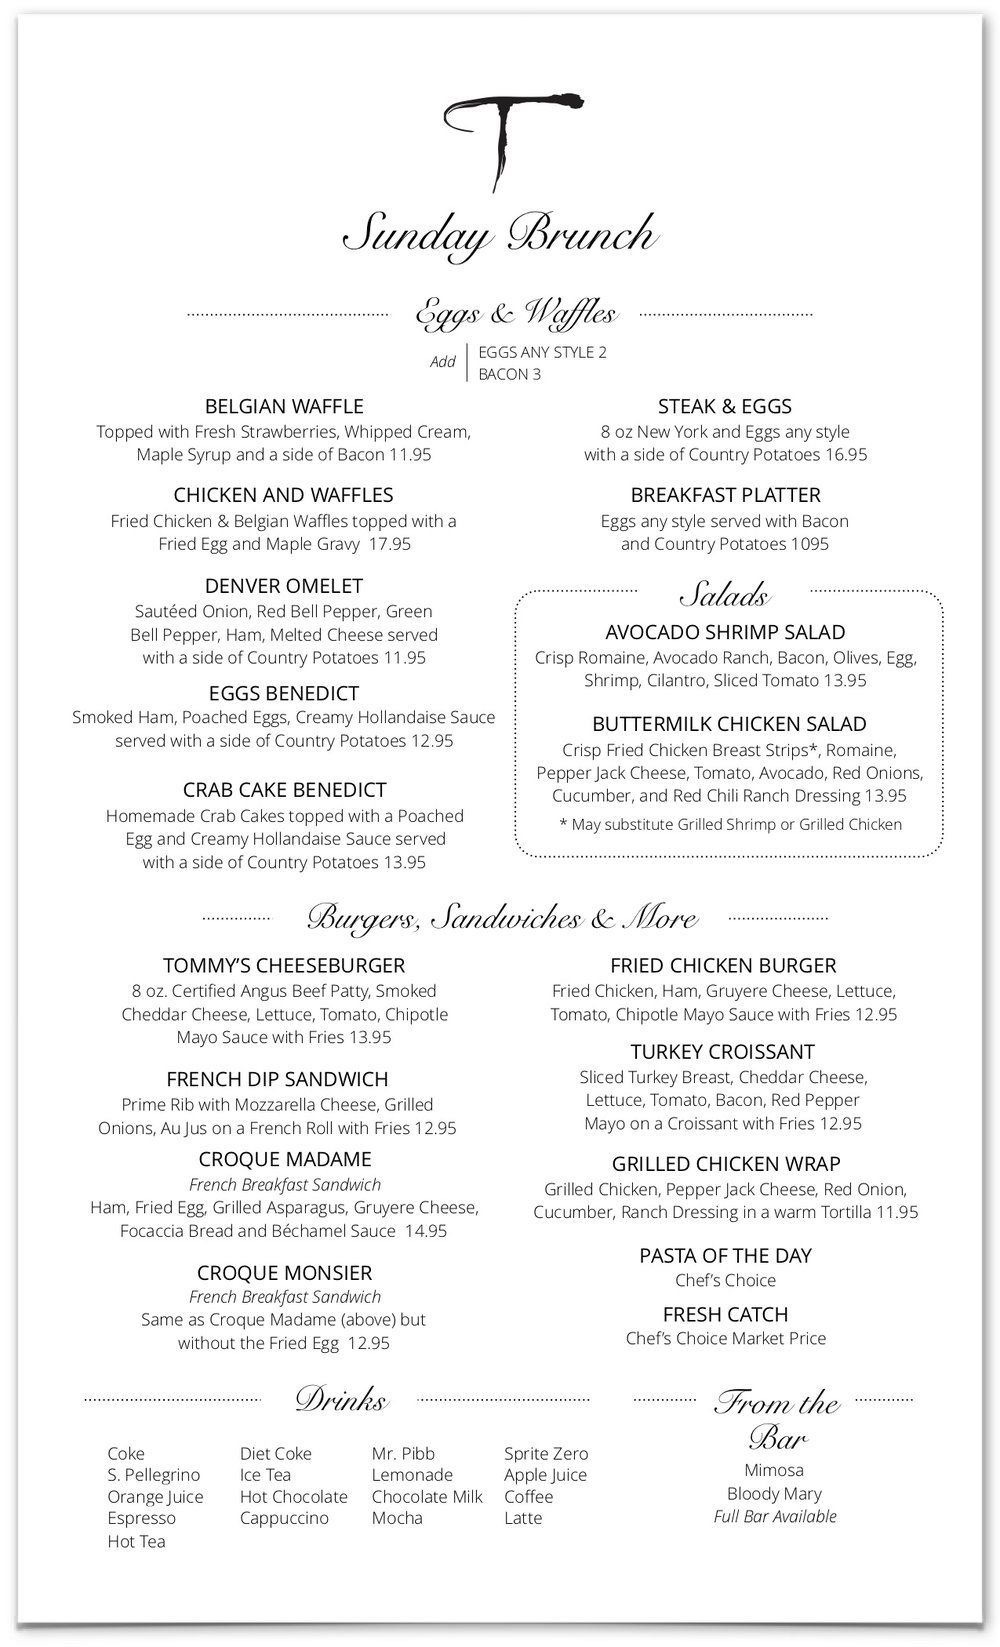 T
Sunday Brunch
Eggs & Waffles
Add
EGGS ANY STYLE 2
BACON 3
BELGIAN WAFFLE
Topped with Fresh Strawberries, Whipped Cream,
Maple Syrup and a side of Bacon 11.95
CHICKEN AND WAFFLES
Fried Chicken & Belgian Waffles topped with a
Fried Egg and Maple Gravy 17.95
DENVER OMELET
Sautéed Onion, Red Bell Pepper, Green
Bell Pepper, Ham, Melted Cheese served
with a side of Country Potatoes 11.95
EGGS BENEDICT
Smoked Ham, Poached Eggs, Creamy Hollandaise Sauce
served with a side of Country Potatoes 12.95
CRAB CAKE BENEDICT
Homemade Crab Cakes topped with a Poached
Egg and Creamy Hollandaise Sauce served
with a side of Country Potatoes 13.95
STEAK & EGGS
8 oz New York and Eggs any style
with a side of Country Potatoes 16.95
BREAKFAST PLATTER
Eggs any style served with Bacon
and Country Potatoes 1095
Salads
AVOCADO SHRIMP SALAD
Crisp Romaine, Avocado Ranch, Bacon, Olives, Egg,
Shrimp, Cilantro, Sliced Tomato 13.95
BUTTERMILK CHICKEN SALAD
Crisp Fried Chicken Breast Strips*, Romaine,
Pepper Jack Cheese, Tomato, Avocado, Red Onions,
Cucumber, and Red Chili Ranch Dressing 13.95
* May substitute Grilled Shrimp or Grilled Chicken
Burgers, Sandwiches & More
TOMMY'S CHEESEBURGER
8 oz. Certified Angus Beef Patty, Smoked
Cheddar Cheese, Lettuce, Tomato, Chipotle
Mayo Sauce with Fries 13.95
FRENCH DIP SANDWICH
Prime Rib with Mozzarella Cheese, Grilled
Onions, Au Jus on a French Roll with Fries 12.95
CROQUE MADAME
French Breakfast Sandwich
Ham, Fried Egg, Grilled Asparagus, Gruyere Cheese,
Focaccia Bread and Béchamel Sauce 14.95
CROQUE MONSIER
French Breakfast Sandwich
Same as Croque Madame (above) but
without the Fried Egg 12.95
FRIED CHICKEN BURGER
Fried Chicken, Ham, Gruyere Cheese, Lettuce,
Tomato, Chipotle Mayo Sauce with Fries 12.95
TURKEY CROISSANT
Sliced Turkey Breast, Cheddar Cheese,
Lettuce, Tomato, Bacon, Red Pepper
Mayo on a Croissant with Fries 12.95
GRILLED CHICKEN WRAP
Grilled Chicken, Pepper Jack Cheese, Red Onion,
Cucumber, Ranch Dressing in a warm Tortilla 11.95
PASTA OF THE DAY
Chef's Choice
FRESH CATCH
Chef's Choice Market Price
Drinks
Coke
S. Pellegrino
Orange Juice
Espresso
Hot Tea
Diet Coke
Ice Tea
Hot Chocolate
Cappuccino
Mr. Pibb
Lemonade
Chocolate Milk
Mocha
Sprite Zero
Apple Juice
Coffee
Latte
From the
Bar
Mimosa
Bloody Mary
Full Bar Available